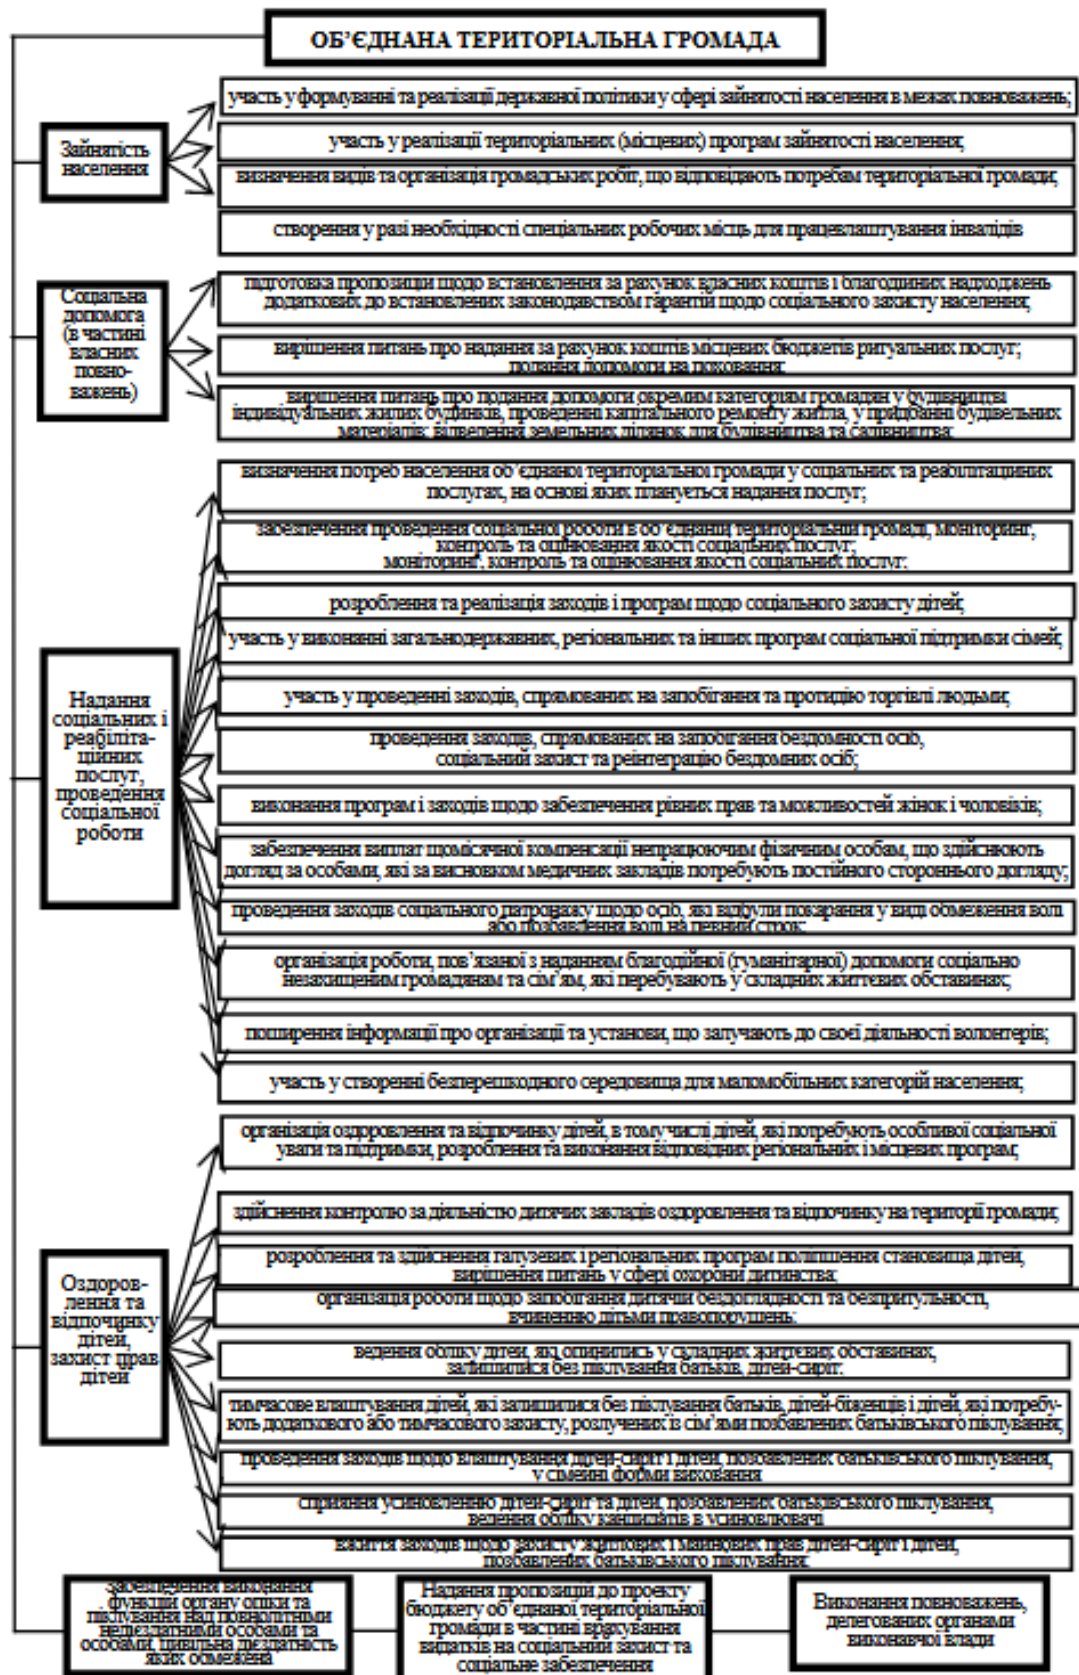 ОБ’ЄДНАНА ТЕРИТОРІАЛЬНА ГРОМАДА
Зайнятість
населення
участь у формуванні та реалізації державної політики у сфері зайнятості населення в межах повноважень;
участь у реалізації територіальних (місцевих) програм зайнятості населення;
визначення видів та організація громадських робіт, що відповідають потребам територіальної громади;
створення у разі необхідності спеціальних робочих місць для працевлаштування інвалідів
Соціальна
допомога
(в частині
власних
повно-
важень)
підготовка пропозицій щодо встановлення за рахунок власних коштів і благодійних надходжень
додаткових до встановлених законодавством гарантій щодо соціального захисту населення;
вирішення питань про надання за рахунок коштів місцевих бюджетів ритуальних послуг;
подання допомоги на поховання;
вирішення питань про подання допомоги окремим категоріям громадян у будівництві
індивідуальних жилих будинків, проведенні капітального ремонту житла, у придбанні будівельних
матеріалів; відведення земельних ділянок для будівництва та садівництва;
Надання
соціальних і
реабіліта-
ційних
послуг,
проведення
соціальної
роботи
визначення потреб населення об’єднаної територіальної громади у соціальних та реабілітаційних
послугах, на основі яких планується надання послуг;
забезпечення проведення соціальної роботи в об’єднаній територіальній громаді, моніторинг,
контроль та оцінювання якості соціальних послуг;
моніторинг, контроль та оцінювання якості соціальних послуг;
розроблення та реалізація заходів і програм щодо соціального захисту дітей;
участь у виконанні загальнодержавних, регіональних та інших програм соціальної підтримки сімей;
участь у проведенні заходів, спрямованих на запобігання та протидію торгівлі людьми;
проведення заходів, спрямованих на запобігання бездомності осіб,
соціальний захист та реінтеграцію бездомних осіб;
виконання програм і заходів щодо забезпечення рівних прав та можливостей жінок і чоловіків;
забезпечення виплат щомісячної компенсації непрацюючим фізичним особам, що здійснюють
догляд за особами, які за висновком медичних закладів потребують постійного стороннього догляду;
проведення заходів соціального патронажу щодо осіб, які відбули покарання у виді обмеження волі
або позбавлення волі на певний строк;
організація роботи, пов’язаної з наданням благодійної (гуманітарної) допомоги соціально
незахищеним громадянам та сім’ям, які перебувають у складних життєвих обставинах;
поширення інформації про організації та установи, що залучають до своєї діяльності волонтерів;
участь у створенні безперешкодного середовища для маломобільних категорій населення;
Оздоров-
лення та
відпочинку
дітей,
захист прав
дітей
організація оздоровлення та відпочинку дітей, в тому числі дітей, які потребують особливої соціальної
уваги та підтримки, розроблення та виконання відповідних регіональних і місцевих програм;
здійснення контролю за діяльністю дитячих закладів оздоровлення та відпочинку на території громади;
розроблення та здійснення галузевих і регіональних програм поліпшення становища дітей,
вирішення питань у сфері охорони дитинства;
організація роботи щодо запобігання дитячій бездоглядності та безпритульності,
вчиненню дітьми правопорушень;
ведення обліку дітей, які опинились у складних життєвих обставинах,
залишилися без піклування батьків, дітей-сиріт;
тимчасове влаштування дітей, які залишилися без піклування батьків, дітей-біженців і дітей, які потребу-
ють додаткового або тимчасового захисту, розлучених із сім’ями позбавлених батьківського піклування;
проведення заходів щодо влаштування дітей-сиріт і дітей, позбавлених батьківського піклування,
у сімейні форми виховання
сприяння усиновленню дітей-сиріт та дітей, позбавлених батьківського піклування,
ведення обліку кандидатів в усиновлювачі
вжиття заходів щодо захисту житлових і майнових прав дітей-сиріт і дітей,
позбавлених батьківського піклування;
Забезпечення виконання
функцій органу опіки та
піклування над повнолітніми
недієздатними особами та
особами, цивільна дієздатність
яких обмежена
Надання пропозицій до проекту
бюджету об’єднаної територіальної
громади в частині врахування
видатків на соціальний захист та
соціальне забезпечення
Виконання повноважень,
делегованих органами
виконавчої влади